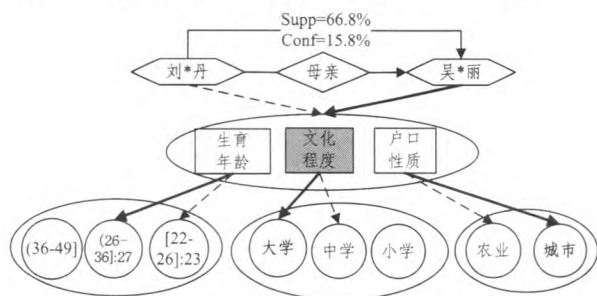 Supp=66.8%
Conf=15.8%
刘*丹 母亲 吴*丽
生育 文化 户口
年龄 程度 性质
(36-49] (26-36]:27 [22-26]:23 大学 中学 小学 农业 城市